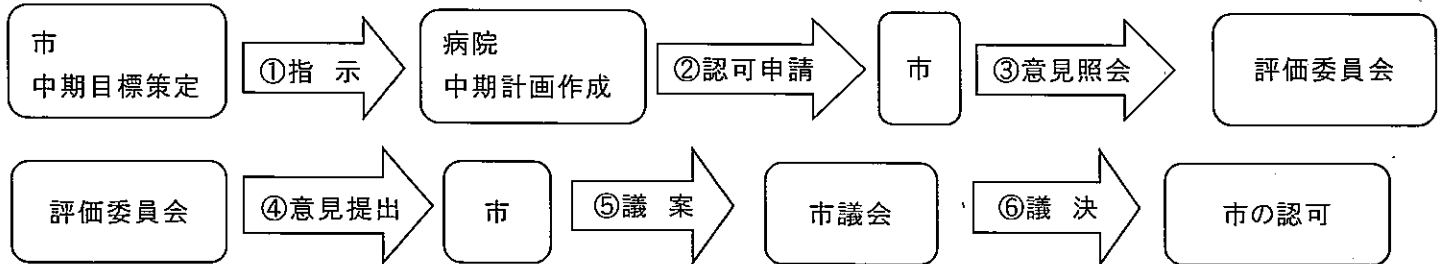 市
中期目標策定
①指 示
病院
中期計画作成
②認可申請
市
③意見照会
評価委員会
評価委員会
④意見提出
市
⑤議 案
市議会
⑥議 決
市の認可